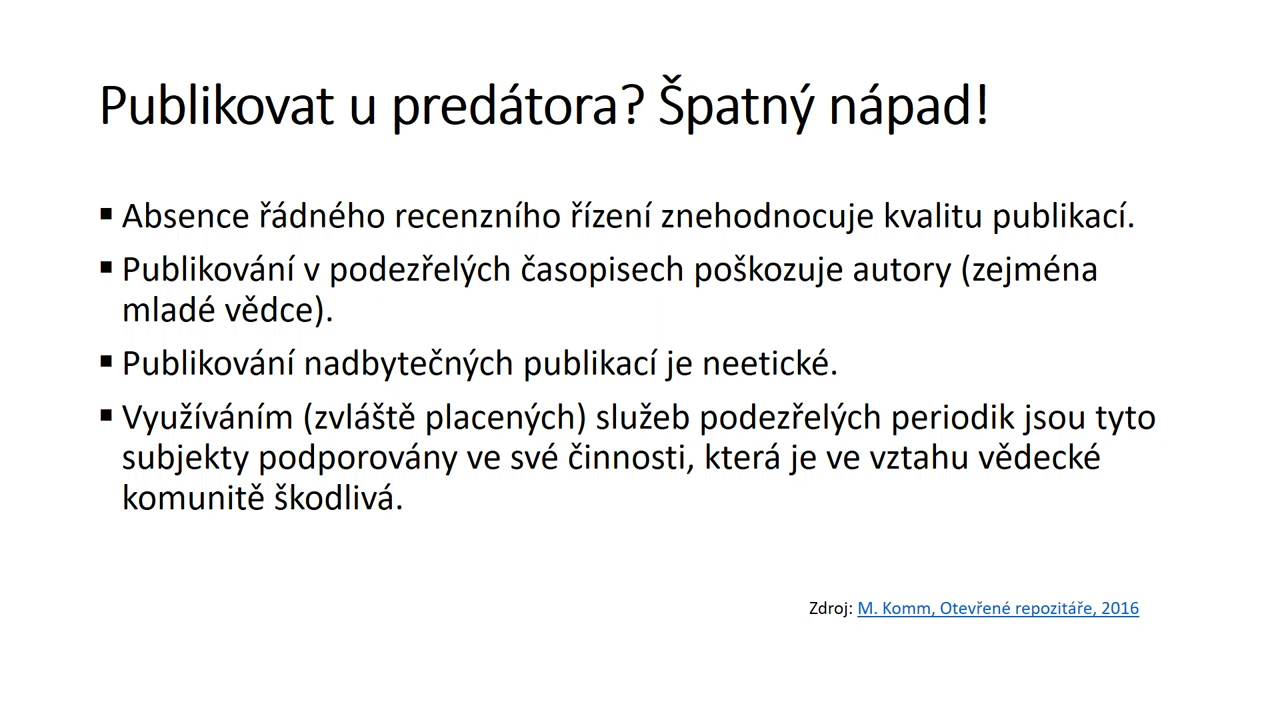 Publikovat u predátora? Špatný nápad!
▪ Absence řádného recenzního řízení znehodnocuje kvalitu publikací.
▪ Publikování v podezřelých časopisech poškozuje autory (zejména
mladé vědce).
▪ Publikování nadbytečných publikací je neetické.
▪ Využíváním (zvláště placených) služeb podezřelých periodik jsou tyto
subjekty podporovány ve své činnosti, která je ve vztahu vědecké
komunitě škodlivá.
Zdroj: M. Komm, Otevřené repozitáře, 2016